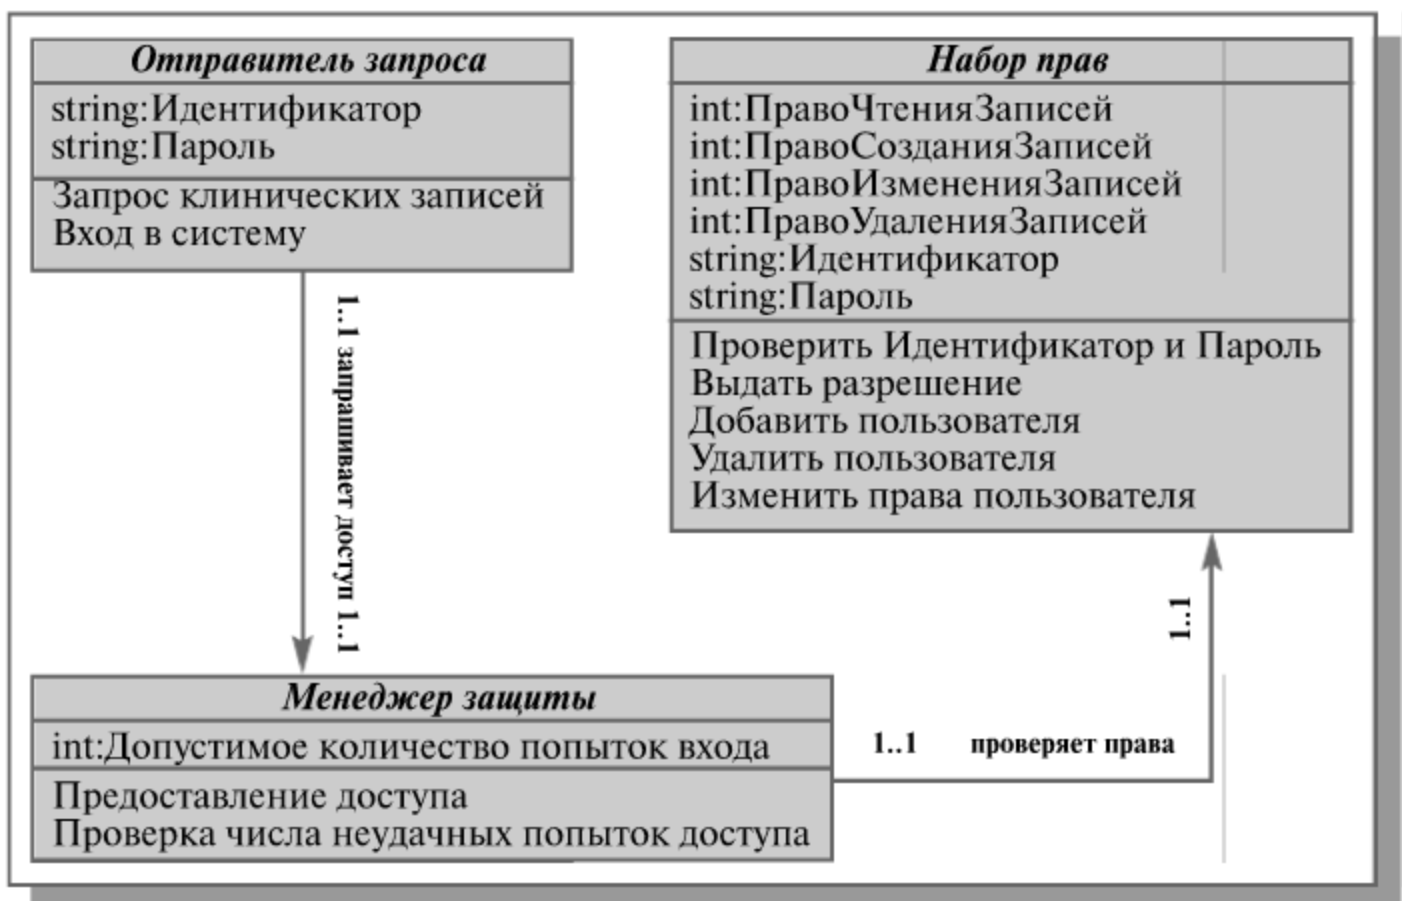 Отправитель запроса
string:Идентификатор
string:Пароль
Запрос клинических записей
Вход в систему
Набор прав
int:ПравоЧтенияЗаписей
int:ПравоСозданияЗаписей
int:ПравоИзмененияЗаписей
int:ПравоУдаленияЗаписей
string:Идентификатор
string:Пароль
Проверить Идентификатор и Пароль
Выдать разрешение
Добавить пользователя
Удалить пользователя
Изменить права пользователя
1..1 запрашивает доступ 1..1
Менеджер защиты
int:Допустимое количество попыток входа
Предоставление доступа
Проверка числа неудачных попыток доступа
1..1 проверяет права
1..1